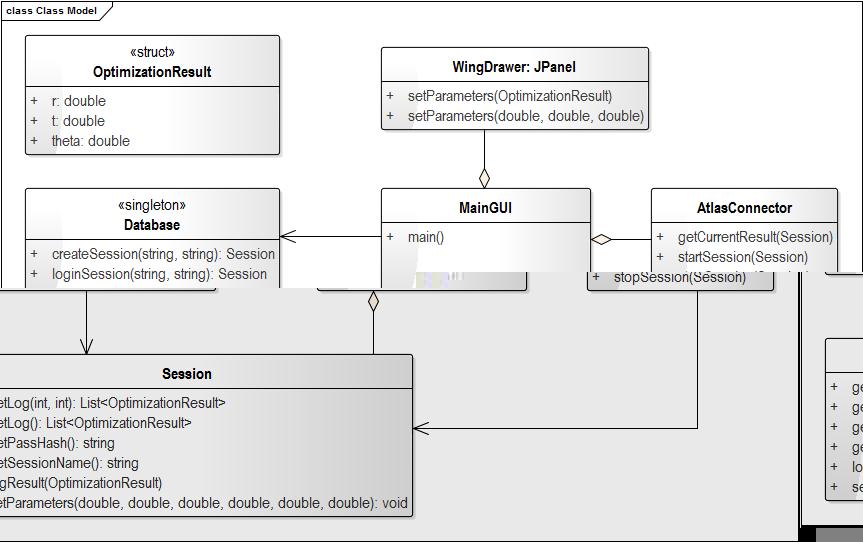 class Class Model
«struct»
OptimizationResult
+ r: double
+ t: double
+ theta: double
WingDrawer: JPanel
+ setParameters(OptimizationResult)
+ setParameters(double, double, double)
«singleton»
Database
+ createSession(string, string): Session
+ loginSession(string, string): Session
MainGUI
+ main()
AtlasConnector
+ getCurrentResult(Session)
+ startSession(Session)
+ stopSession(Session)
Session
etLog(int, int): List<OptimizationResult>
etLog(): List<OptimizationResult>
etPassHash(): string
etSessionName(): string
gResult(OptimizationResult)
etParameters(double, double, double, double, double, double): void
+ ge
+ ge
+ ge
+ ge
+ lo
+ se